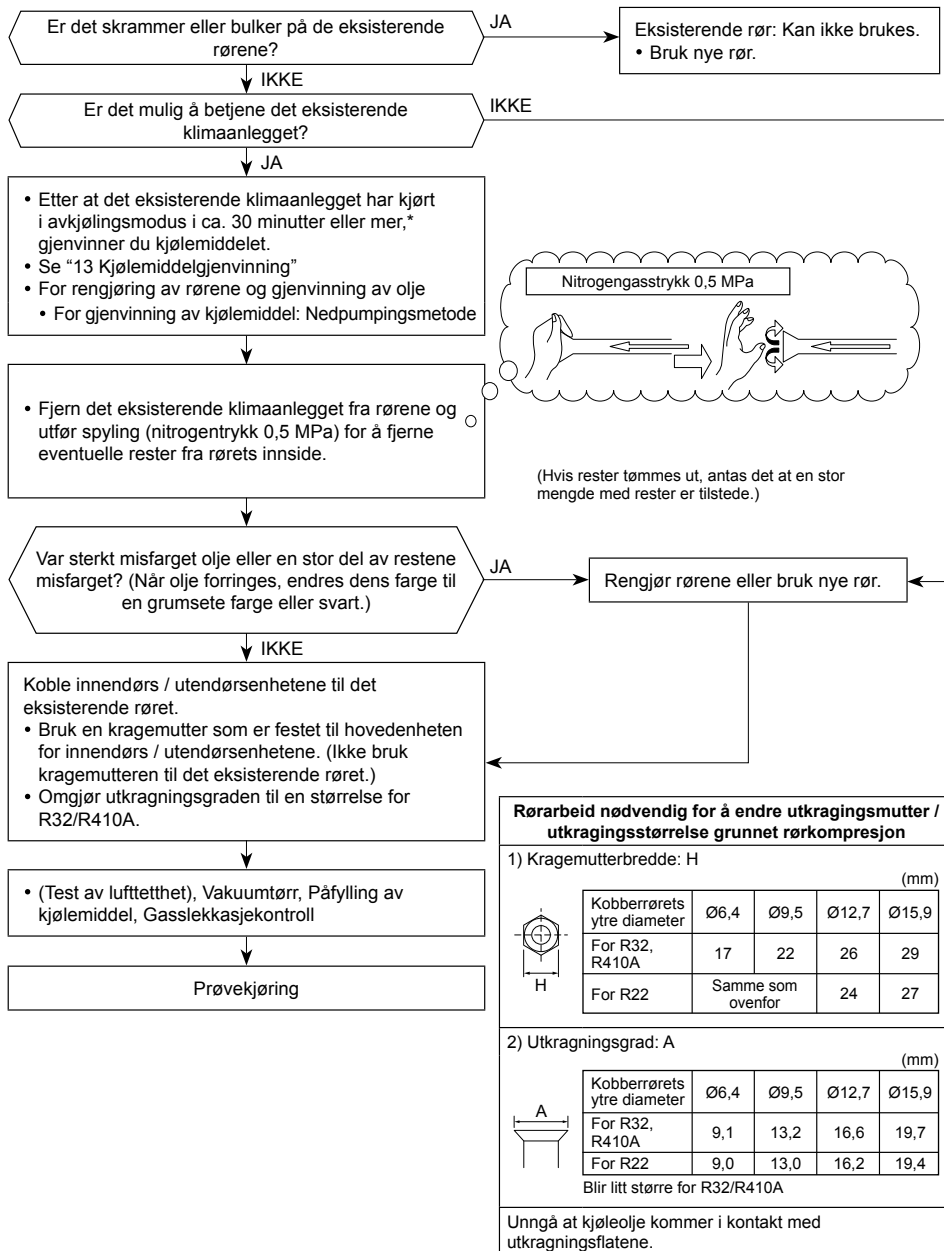 Er det skrammer eller bulker på de eksisterende
rørene?
JA
Eksisterende rør: Kan ikke brukes.
• Bruk nye rør.
IKKE
Er det mulig å betjene det eksisterende
klimaanlegget?
IKKE
JA
• Etter at det eksisterende klimaanlegget har kjørt
i avkjølingsmodus i ca. 30 minutter eller mer,*
gjenvinner du kjølemiddelet.
• Se “13 Kjølemiddelgjenvinning”
• For rengjøring av rørene og gjenvinning av olje
• For gjenvinning av kjølemiddel: Nedpumpingsmetode
Nitrogengasstrykk 0,5 MPa
• Fjern det eksisterende klimaanlegget fra rørene og
utfør spyling (nitrogentrykk 0,5 MPa) for å fjerne
eventuelle rester fra rørets innside.
(Hvis rester tømmes ut, antas det at en stor
mengde med rester er tilstede.)
Var sterkt misfarget olje eller en stor del av restene
misfarget? (Når olje forringes, endres dens farge til
en grumsete farge eller svart.)
JA
Rengjør rørene eller bruk nye rør.
IKKE
Koble innendørs / utendørsenhetene til det
eksisterende røret.
• Bruk en kragemutter som er festet til hovedenheten
for innendørs / utendørsenhetene. (Ikke bruk
kragemutteren til det eksisterende røret.)
• Omgjør utkragningsgraden til en størrelse for
R32/R410A.
• (Test av lufttetthet), Vakuumtørr, Påfylling av
kjølemiddel, Gasslekkasjekontroll
Prøvekjøring
Rørarbeid nødvendig for å endre utkragingsmutter /
utkragingsstørrelse grunnet rørkompresjon
1) Kragemutterbredde: H
(mm)
H
Kobberrørets
ytre diameter Ø6,4 Ø9,5 Ø12,7 Ø15,9
For R32,
R410A 17 22 26 29
For R22 Samme som
ovenfor 24 27
2) Utkragningsgrad: A
(mm)
A
Kobberrørets
ytre diameter Ø6,4 Ø9,5 Ø12,7 Ø15,9
For R32,
R410A 9,1 13,2 16,6 19,7
For R22 9,0 13,0 16,2 19,4
Blir litt større for R32/R410A
Unngå at kjøleolje kommer i kontakt med
utkragningsflatene.